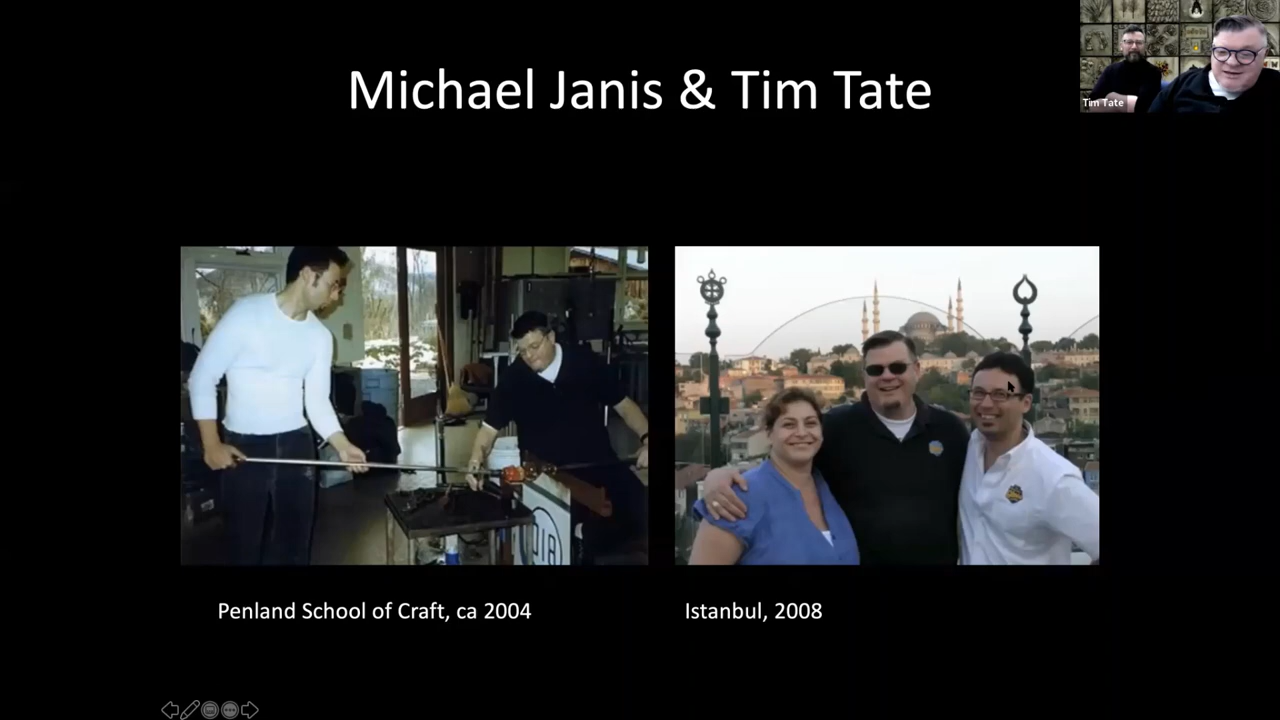 Michael Janis & Tim Tate
Tim Tate
Penland School of Craft, ca 2004
Istanbul, 2008